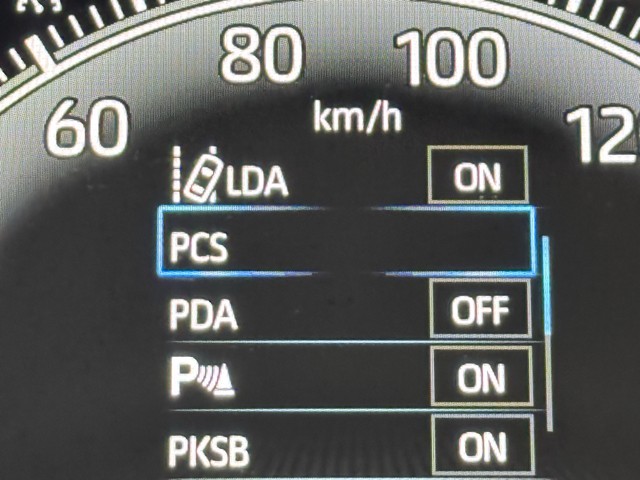 80 100
60 km/h 12
LDA ON
PCS
PDA OFF
P ON
PKSB ON